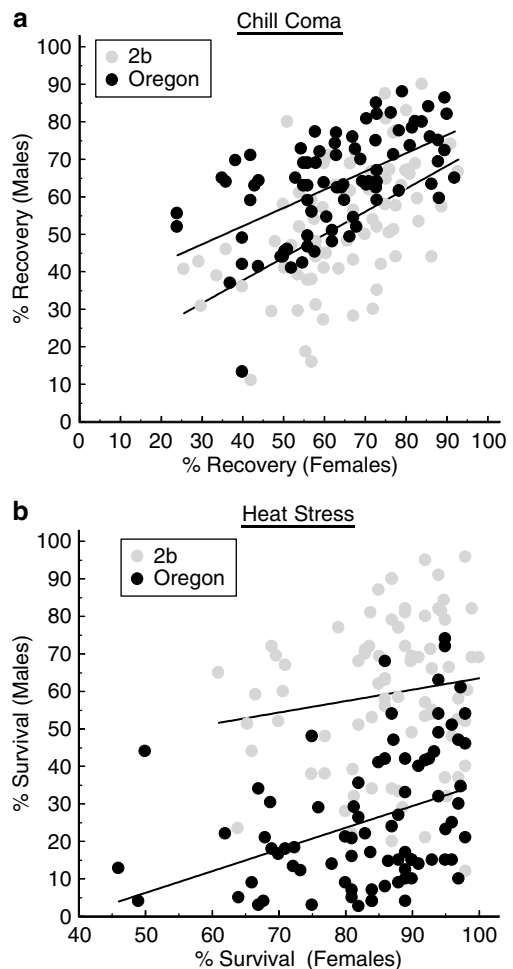 a
Chill Coma
2b
Oregon
100
90
80
70
60
50
40
30
20
10
0
% Recovery (Males)
0 10 20 30 40 50 60 70 80 90 100
% Recovery (Females)
b
Heat Stress
2b
Oregon
100
90
80
70
60
50
40
30
20
10
0
% Survival (Males)
40 50 60 70 80 90 100
% Survival (Females)